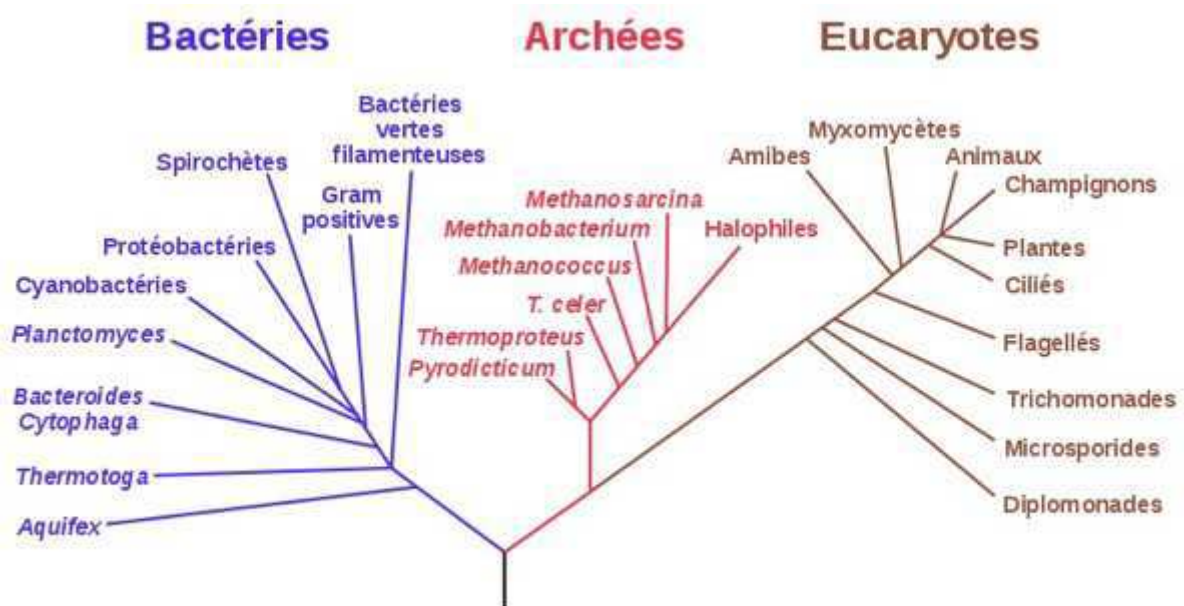 Bactéries
Archées
Eucaryotes
Bactéries
vertes
filamenteuses
Spirochètes
Gram
positives
Protéobactéries
Cyanobactéries
Planctomyces
Bacteroides
Cytophaga
Thermotoga
Aquifex
Methanosarcina
Methanobacterium
Halophiles
Methanococcus
T. celer
Thermoproteus
Pyrodicticum
Myxomycètes
Amibes
Animaux
Champignons
Plantes
Ciliés
Flagellés
Trichomonades
Microsporides
Diplomonades